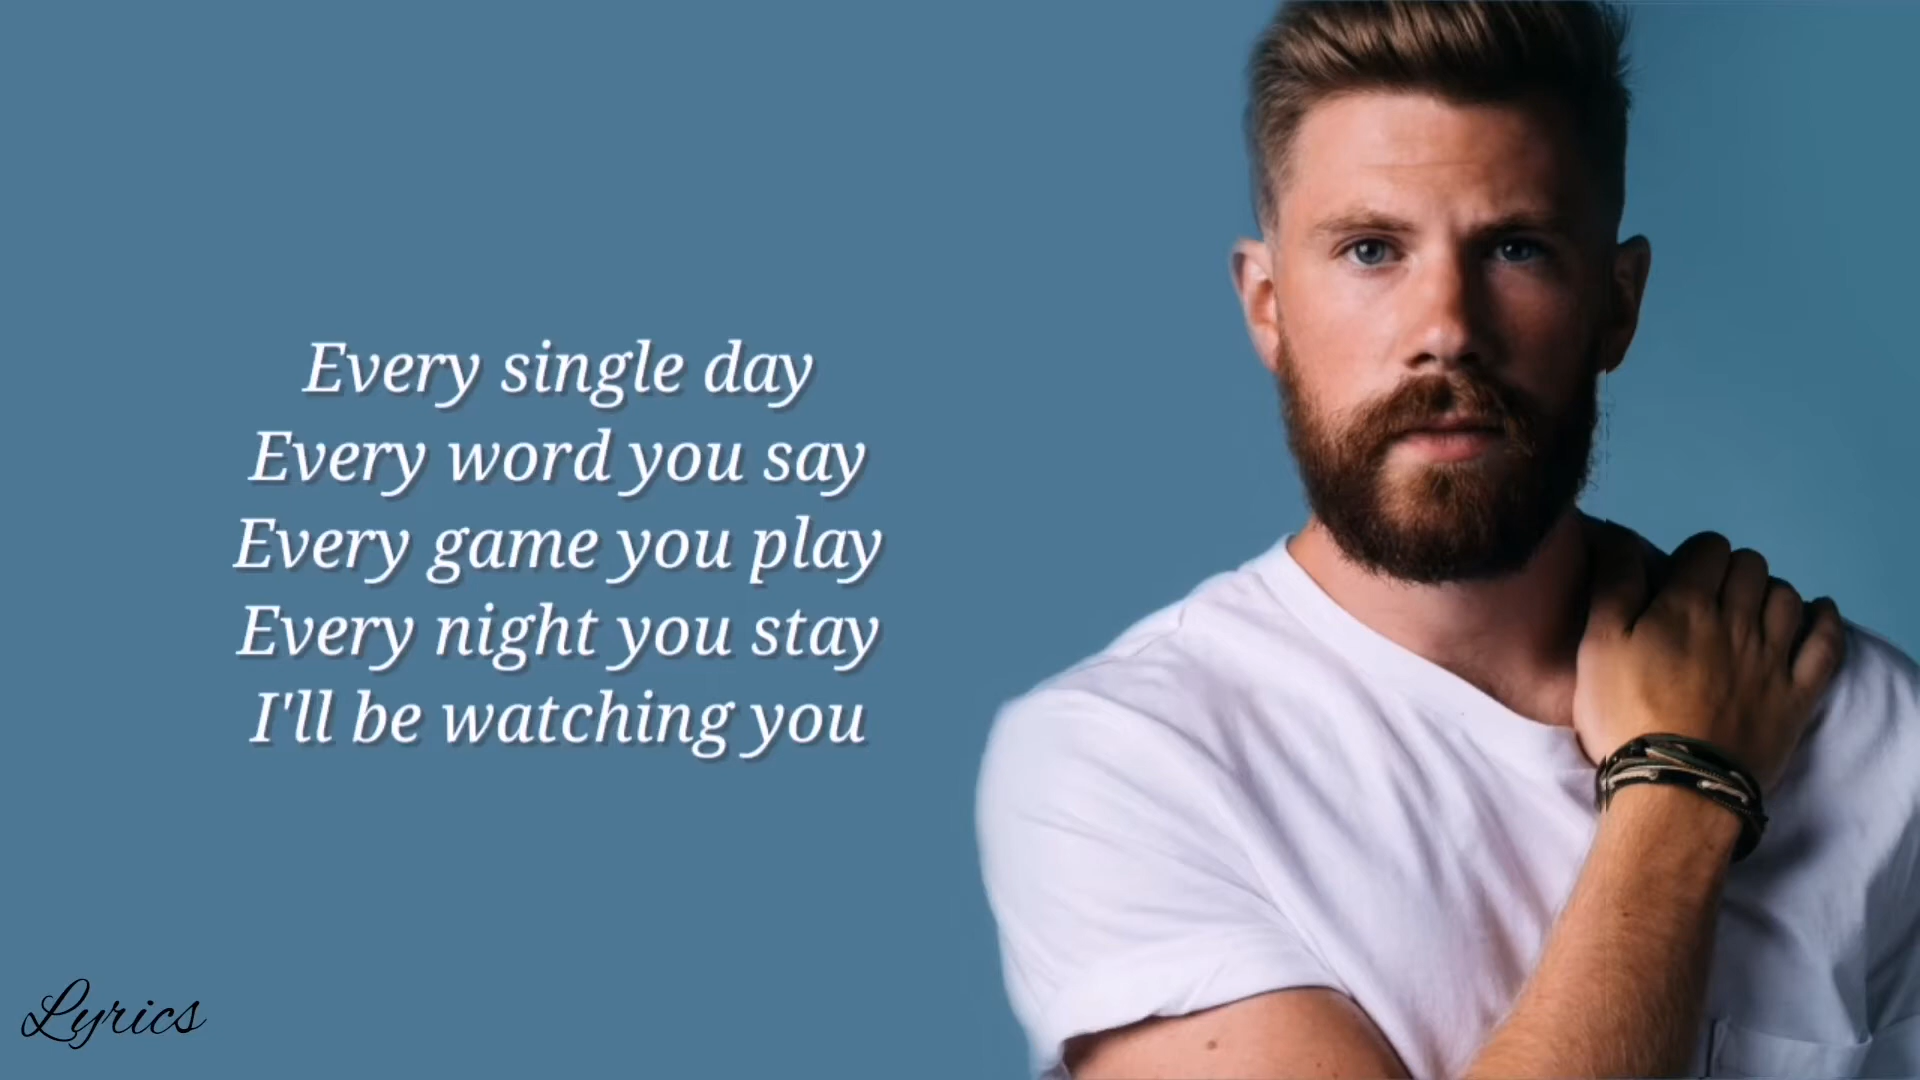 Every single day
Every word you say
Every game you play
Every night you stay
I'll be watching you
Lyrics